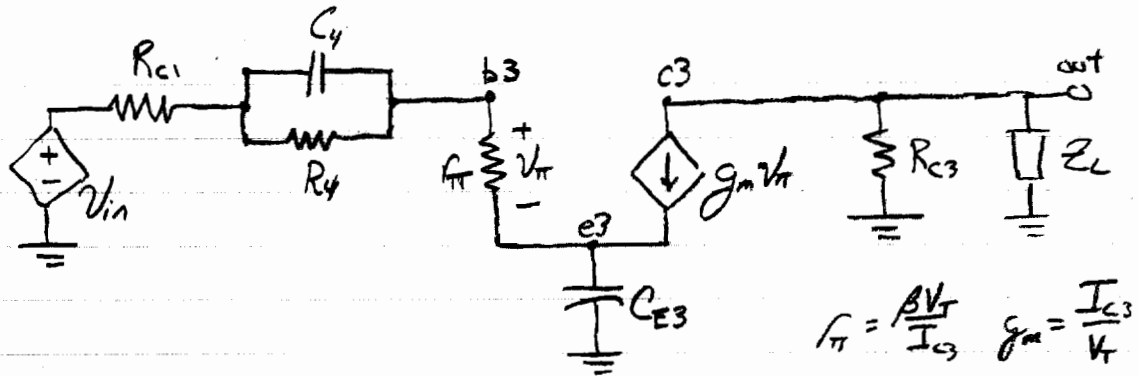 C4
RC1
b3
c3
out
+
-
Vin
R4
rπ
+
Vπ
-
gmVπ
RC3
ZL
e3
CE3
rπ = βVT/IC3 gm = IC3/VT